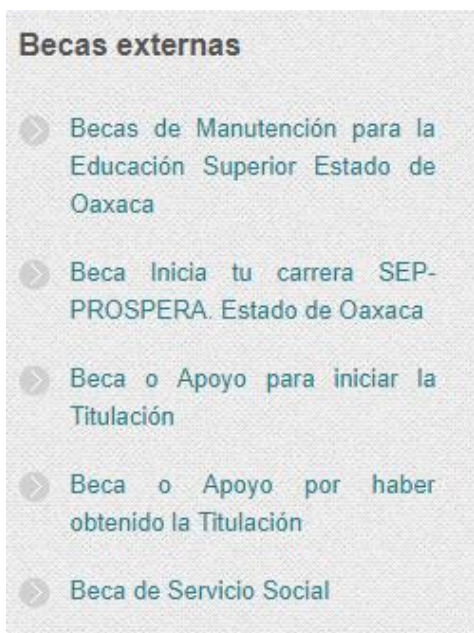 Becas externas
Becas de Manutención para la
Educación Superior Estado de
Oaxaca
Beca Inicia tu carrera SEP-
PROSPERA. Estado de Oaxaca
Beca o Apoyo para iniciar la
Titulación
Beca o Apoyo por haber
obtenido la Titulación
Beca de Servicio Social